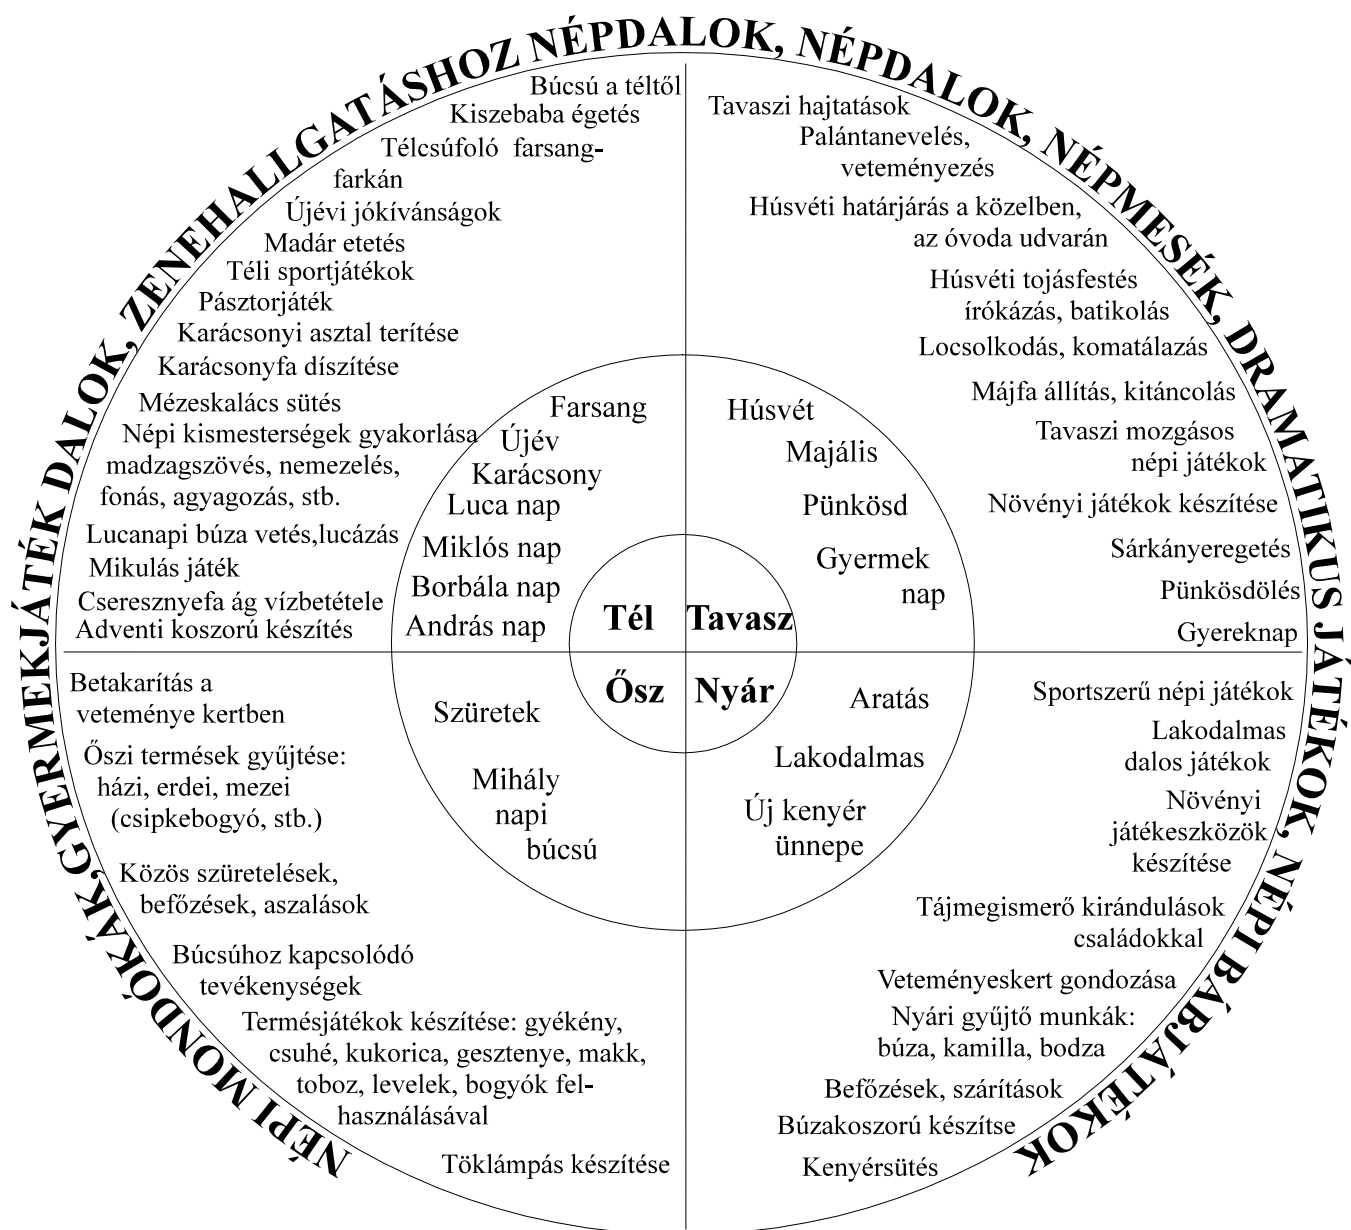 NÉPI MONDÓKÁK,GYERMEKJÁTÉK DALOK, ZENEHALLGATÁSHOZ NÉPDALOK, NÉPDALOK, NÉPMESÉK, DRAMATIKUS JÁTÉKOK, NÉPI BÁBJÁTÉKOK
Búcsú a téltől
Kiszebaba égetés
Télcsúfoló farsang-
farkán
Újévi jókívánságok
Madár etetés
Téli sportjátékok
Pásztorjáték
Karácsonyi asztal terítése
Karácsonyfa díszítése
Mézeskalács sütés
Népi kismesterségek gyakorlása
madzagszövés, nemezelés,
fonás, agyagozás, stb.
Lucanapi búza vetés,lucázás
Mikulás játék
Cseresznyefa ág vízbetétele
Adventi koszorú készítés
Farsang
Újév
Karácsony
Luca nap
Miklós nap
Borbála nap
András nap
Tél
Tavaszi hajtatások
Palántanevelés,
veteményezés
Húsvéti határjárás a közelben,
az óvoda udvarán
Húsvéti tojásfestés
írókázás, batikolás
Locsolkodás, komatálazás
Májfa állítás, kitáncolás
Tavaszi mozgásos
népi játékok
Növényi játékok készítése
Sárkányeregetés
Pünkösdölés
Gyereknap
Húsvét
Majális
Pünkösd
Gyermek
nap
Tavasz
Ősz
Szüretek
Mihály
napi
búcsú
Betakarítás a
veteménye kertben
Őszi termések gyűjtése:
házi, erdei, mezei
(csipkebogyó, stb.)
Közös szüretelések,
befőzések, aszalások
Búcsúhoz kapcsolódó
tevékenységek
Termésjátékok készítése: gyékény,
csuhé, kukorica, gesztenye, makk,
toboz, levelek, bogyók fel-
használásával
Töklámpás készítése
Nyár
Aratás
Lakodalmas
Új kenyér
ünnepe
Sportszerű népi játékok
Lakodalmas
dalos játékok
Növényi
játékeszközök
készítése
Tájmegismerő kirándulások
családokkal
Veteményeskert gondozása
Nyári gyűjtő munkák:
búza, kamilla, bodza
Befőzések, szárítások
Búzakoszorú készítse
Kenyérsütés